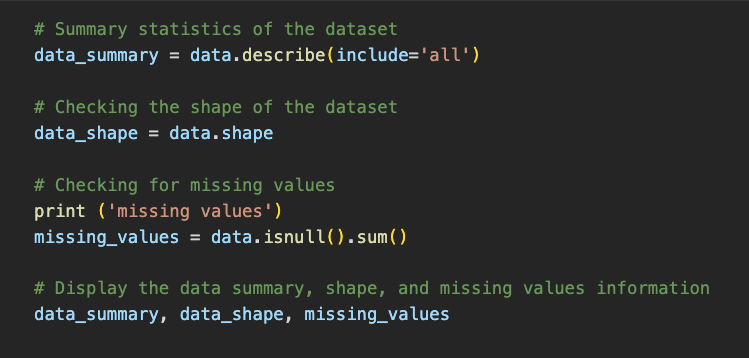 # Summary statistics of the dataset
data_summary = data.describe(include='all')
# Checking the shape of the dataset
data_shape = data.shape
# Checking for missing values
print ('missing values')
missing_values = data.isnull().sum()
# Display the data summary, shape, and missing values information
data_summary, data_shape, missing_values